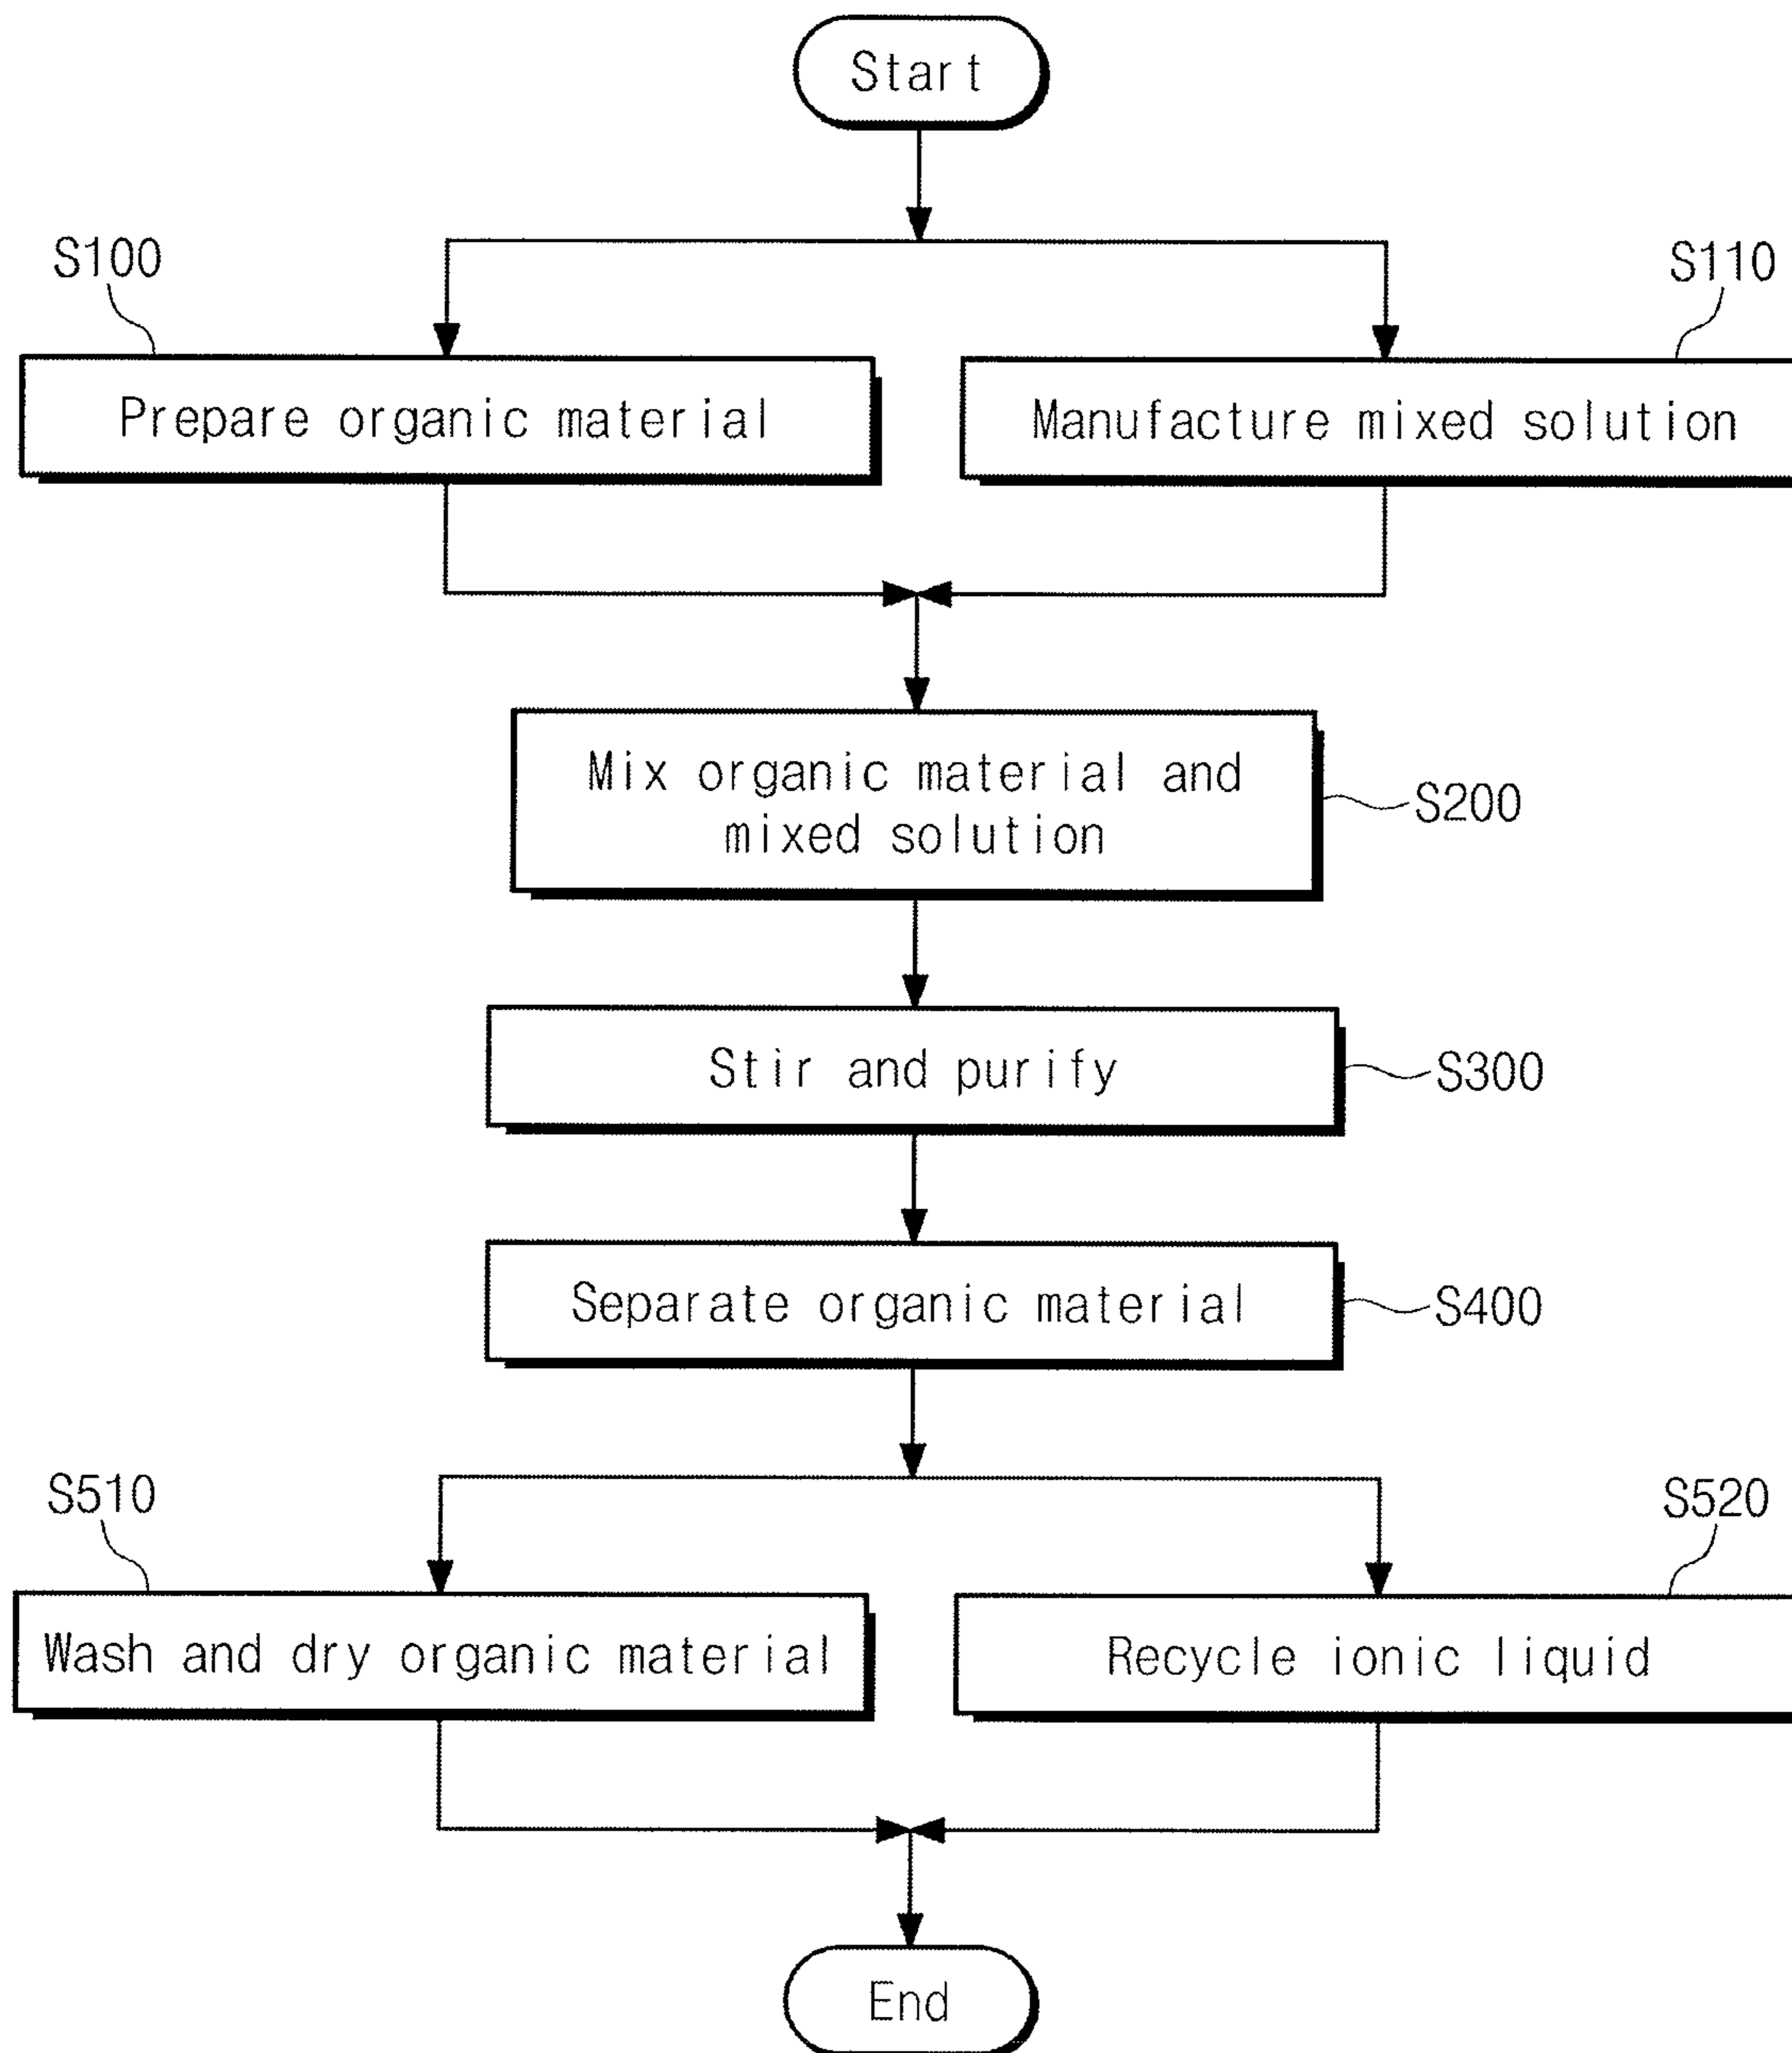 Start
S100
S110
Prepare organic material
Manufacture mixed solution
Mix organic material and
mixed solution
S200
Stir and purify
S300
Separate organic material
S400
S510
S520
Wash and dry organic material
Recycle ionic liquid
End